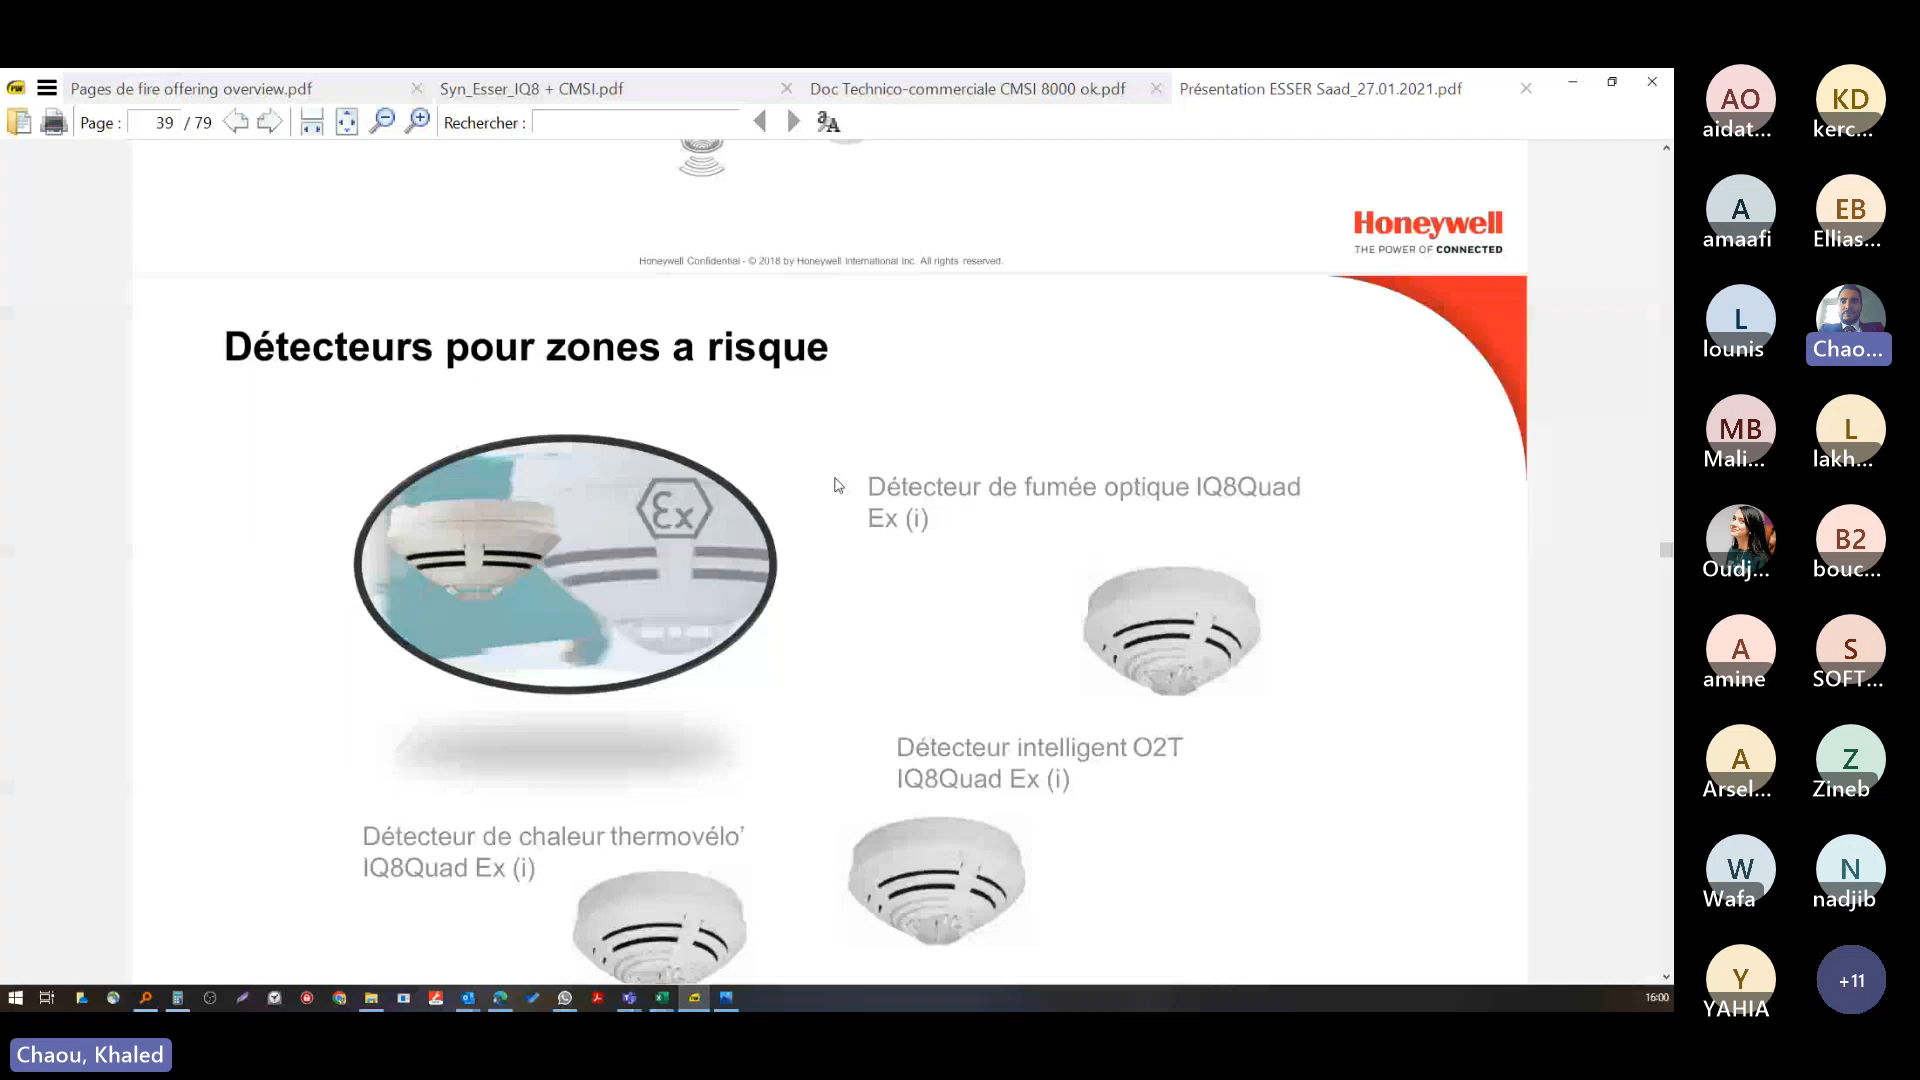 Pages de fire offering overview.pdf
Syn_Esser_IQ8 + CMSI.pdf
Doc Technico-commerciale CMSI 8000 ok.pdf
Présentation ESSER Saad_27.01.2021.pdf
Page : 39 / 79
Rechercher :
Honeywell
THE POWER OF CONNECTED
Honeywell Confidential - © 2018 by Honeywell International Inc. All rights reserved.
Détecteurs pour zones a risque
Ex
Détecteur de fumée optique IQ8Quad
Ex (i)
Détecteur intelligent O2T
IQ8Quad Ex (i)
Détecteur de chaleur thermovélo’
IQ8Quad Ex (i)
16:00
AO
aidat...
KD
kerc...
A
amaafi
EB
Ellias...
L
lounis
Chao...
MB
Mali...
L
lakh...
Oudj...
B2
bouc...
A
amine
S
SOFT...
A
Arsel...
Z
Zineb
W
Wafa
N
nadjib
Y
YAHIA
+11
Chaou, Khaled